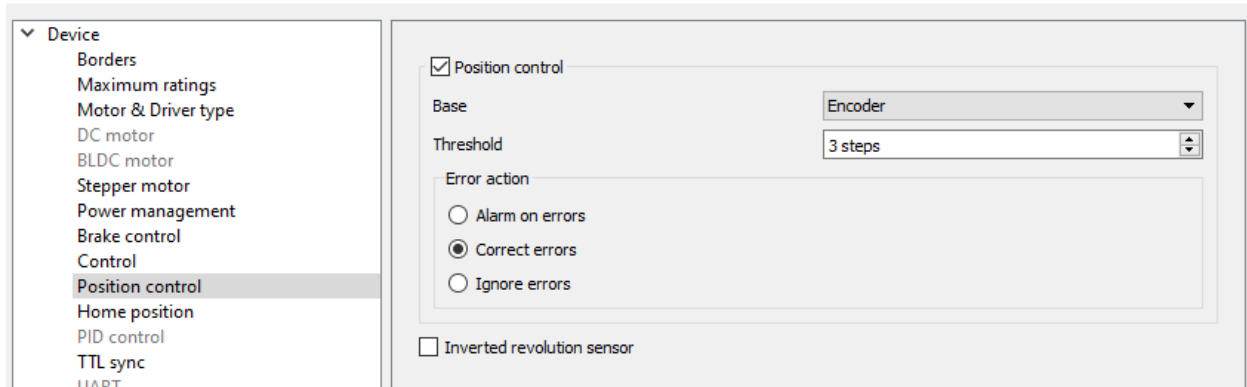 Device
Borders
Maximum ratings
Motor & Driver type
DC motor
BLDC motor
Stepper motor
Power management
Brake control
Control
Position control
Home position
PID control
TTL sync
UART
Position control
Base
Encoder
Threshold
3 steps
Error action
Alarm on errors
Correct errors
Ignore errors
Inverted revolution sensor